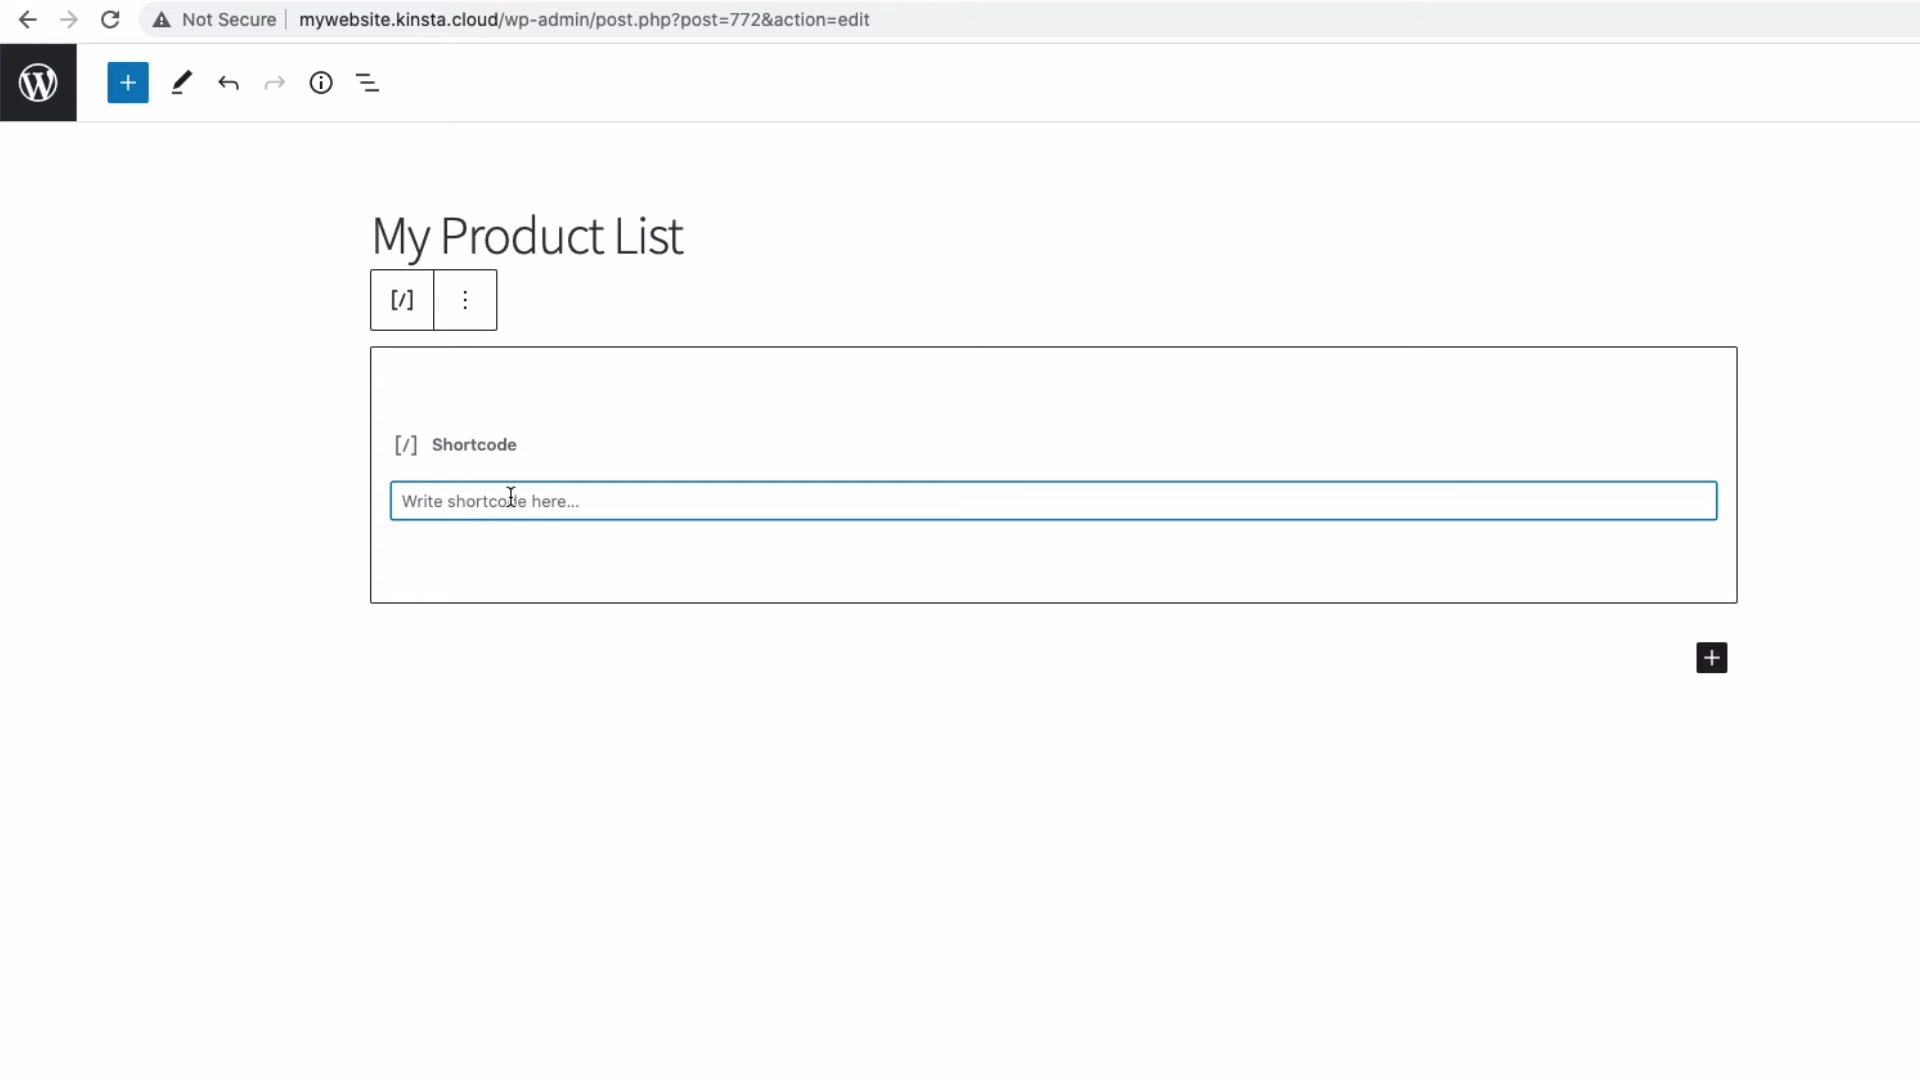 Not Secure | mywebsite.kinsta.cloud/wp-admin/post.php?post=772&action=edit
My Product List
[/]
[/] Shortcode
Write shortcode here...